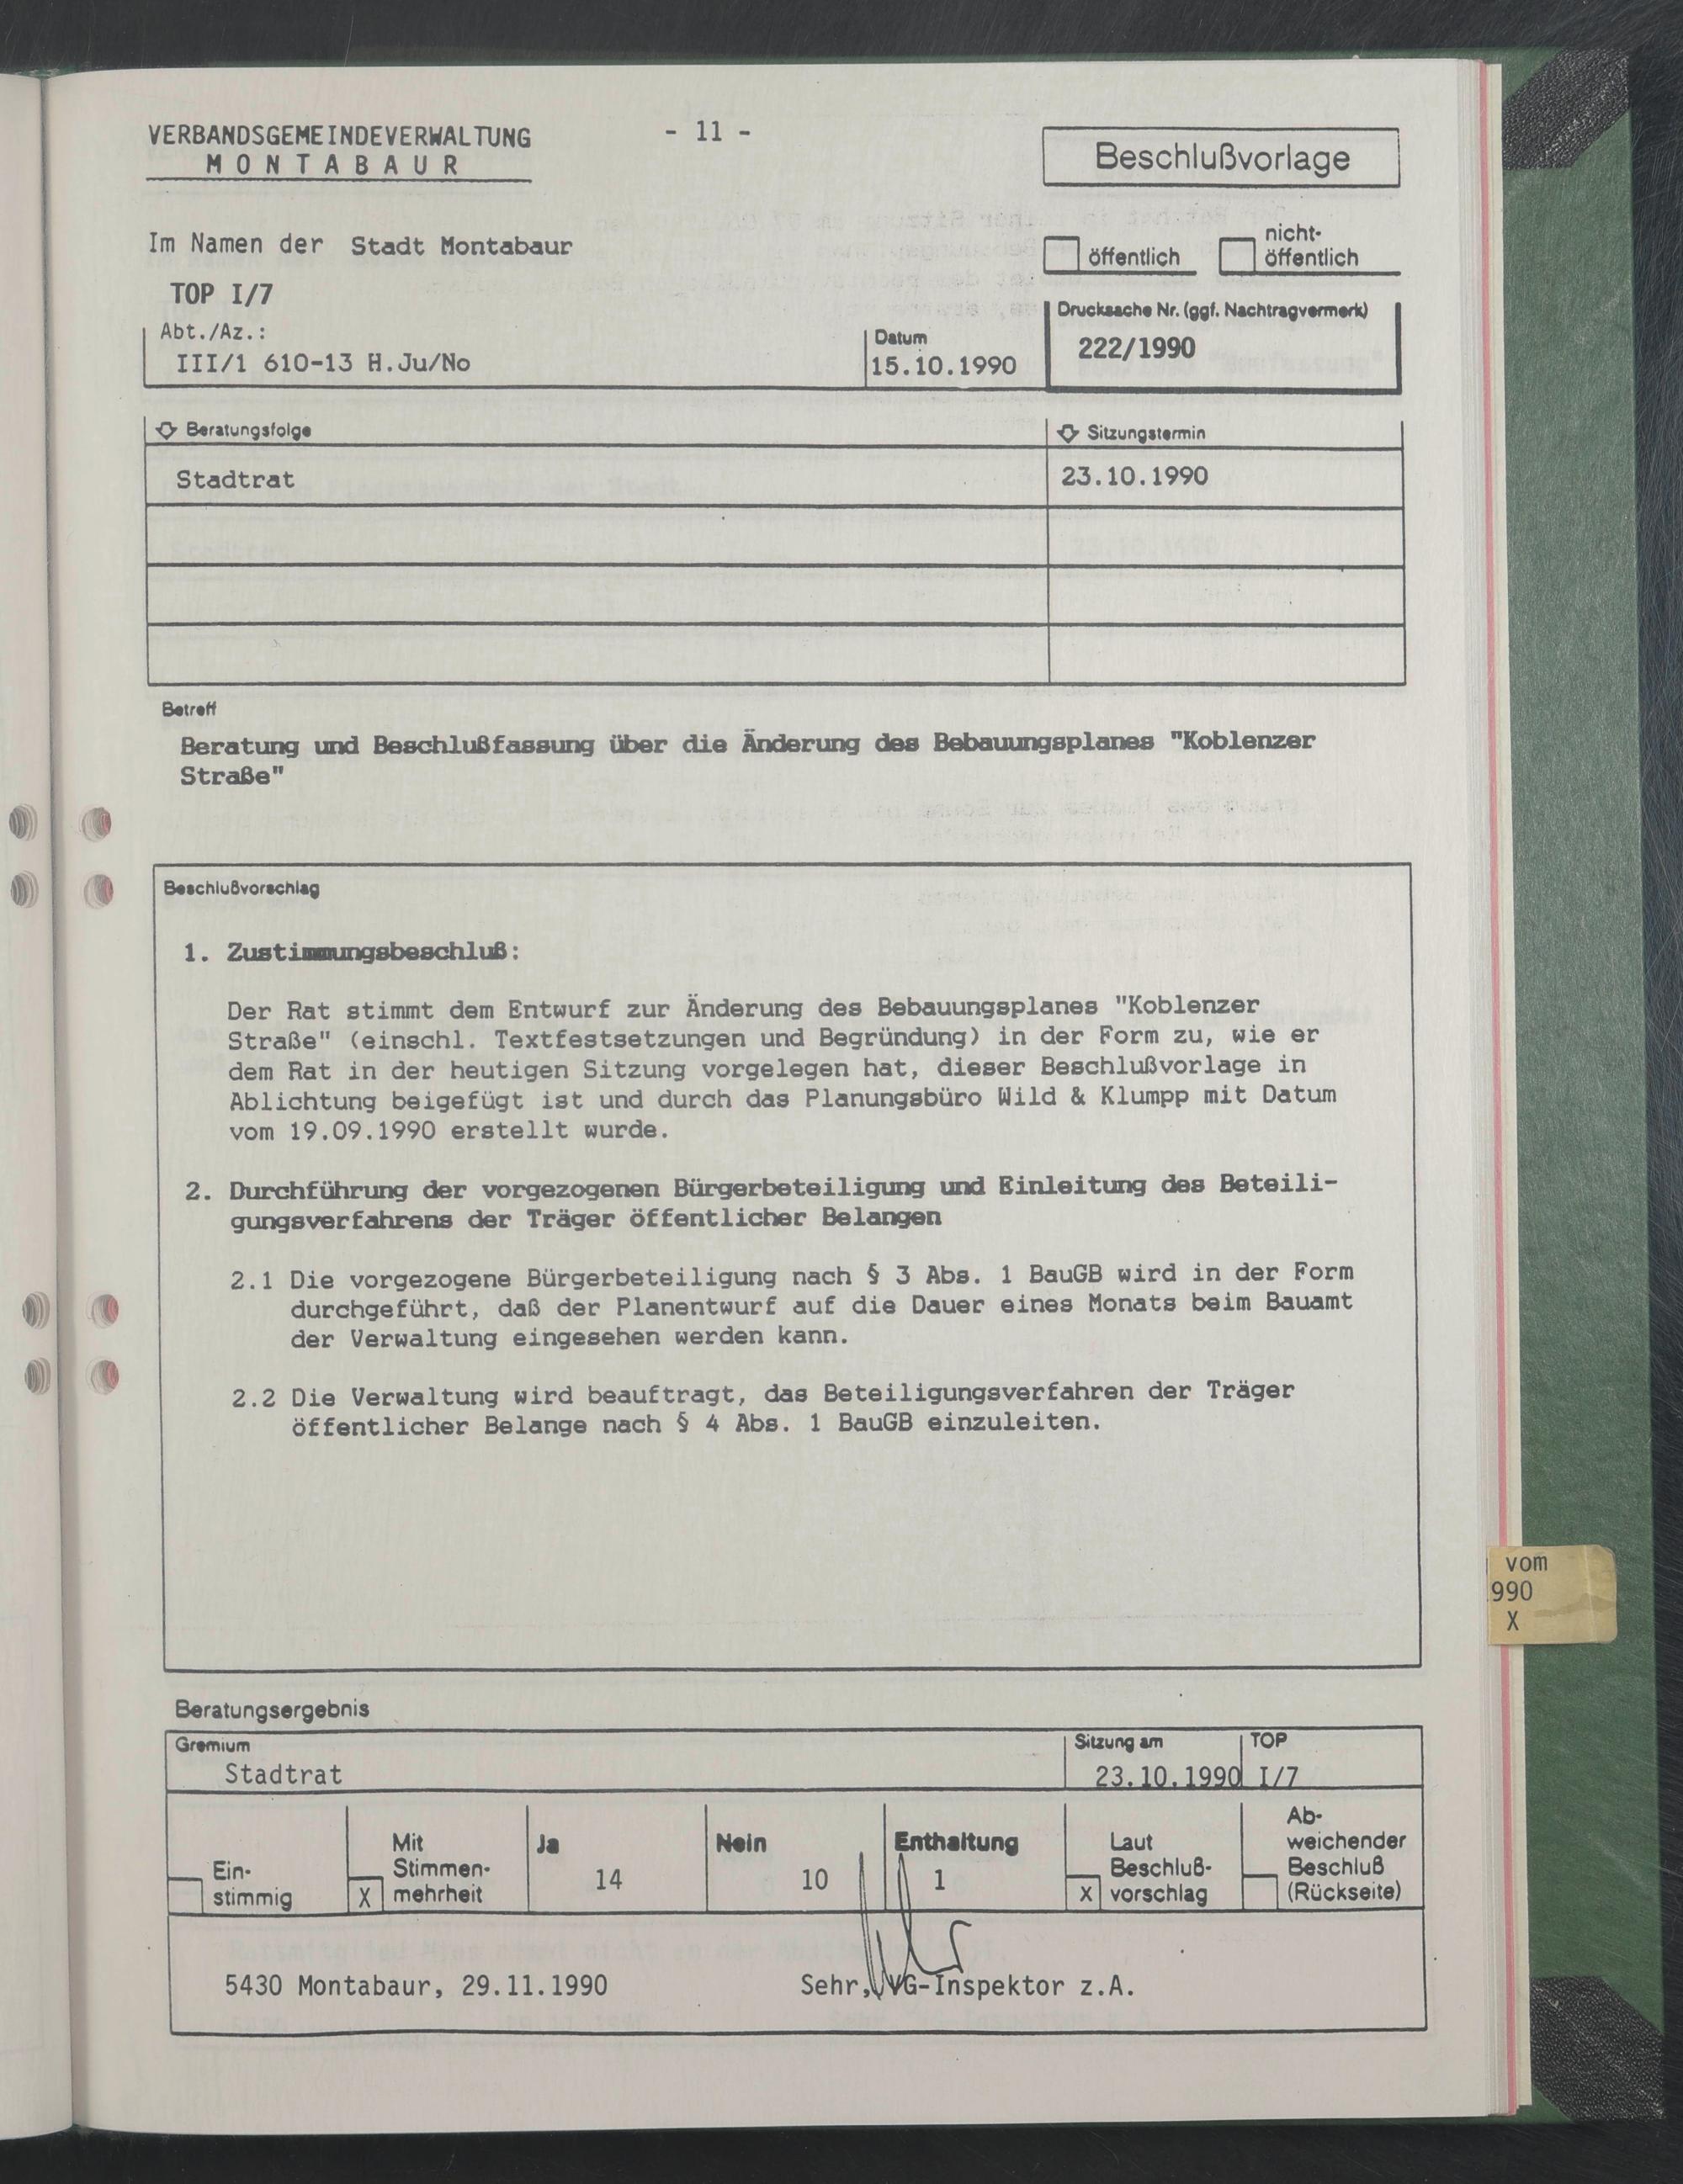 VERBANDSGEMEINDEVERWALTUNG
MONTABAUR
- 11 -
Beschlußvorlage
Im Namen der Stadt Montabaur
öffentlich
nicht-
öffentlich
TOP I/7
Abt./Az.:
III/1 610-13 H.Ju/No
Datum
15.10.1990
Drucksache Nr. (ggf. Nachtragvermerk)
222/1990
Beratungsfolge
Sitzungstermin
Stadtrat
23.10.1990
Betreff
Beratung und Beschlußfassung über die Änderung des Bebauungsplanes "Koblenzer
Straße"
Beschlußvorschlag
1. Zustimmungsbeschluß:
Der Rat stimmt dem Entwurf zur Änderung des Bebauungsplanes "Koblenzer
Straße" (einschl. Textfestsetzungen und Begründung) in der Form zu, wie er
dem Rat in der heutigen Sitzung vorgelegen hat, dieser Beschlußvorlage in
Ablichtung beigefügt ist und durch das Planungsbüro Wild & Klumpp mit Datum
vom 19.09.1990 erstellt wurde.
2. Durchführung der vorgezogenen Bürgerbeteiligung und Einleitung des Beteili-
gungsverfahrens der Träger öffentlicher Belangen
2.1 Die vorgezogene Bürgerbeteiligung nach § 3 Abs. 1 BauGB wird in der Form
durchgeführt, daß der Planentwurf auf die Dauer eines Monats beim Bauamt
der Verwaltung eingesehen werden kann.
2.2 Die Verwaltung wird beauftragt, das Beteiligungsverfahren der Träger
öffentlicher Belange nach § 4 Abs. 1 BauGB einzuleiten.
vom
990
X
Beratungsergebnis
Gremium
Stadtrat
Sitzung am
23.10.1990
TOP
I/7
Ein-
stimmig
X
Mit
Stimmen-
mehrheit
Ja
14
Nein
10
Enthaltung
1
X
Laut
Beschluß-
vorschlag
Ab-
weichender
Beschluß
(Rückseite)
5430 Montabaur, 29.11.1990
Sehr, VG-Inspektor z.A.